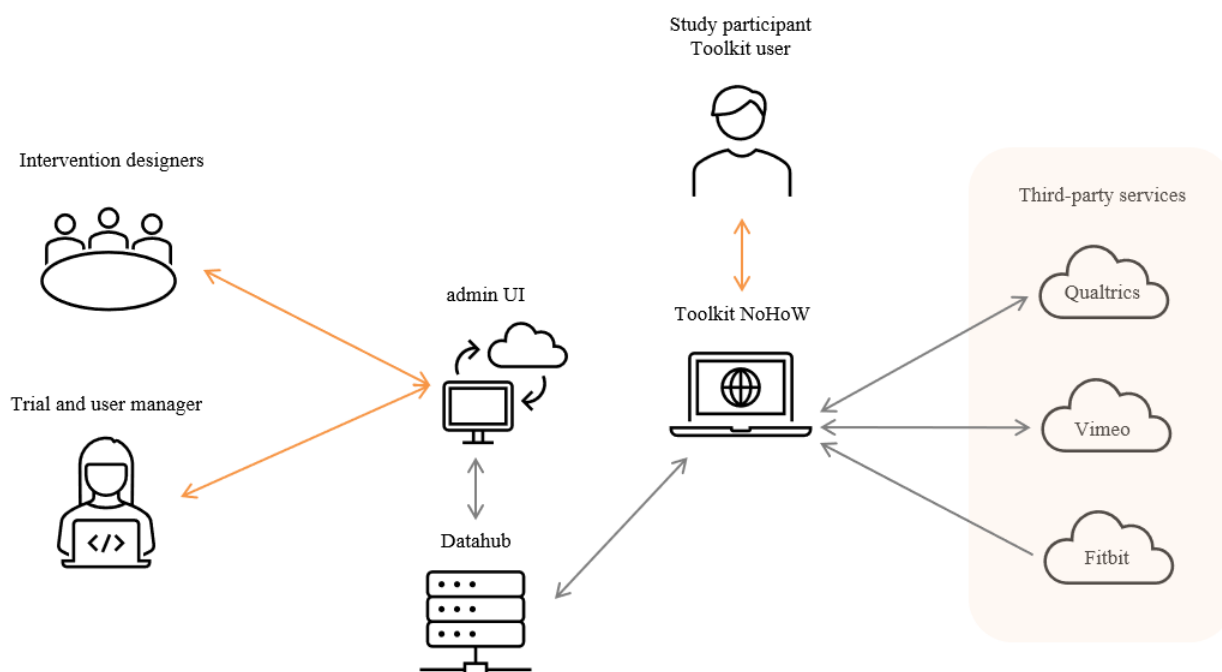 Study participant
Toolkit user
Intervention designers
Third-party services
admin UI
Toolkit NoHoW
Qualtrics
Trial and user manager
Vimeo
</>
Datahub
Fitbit